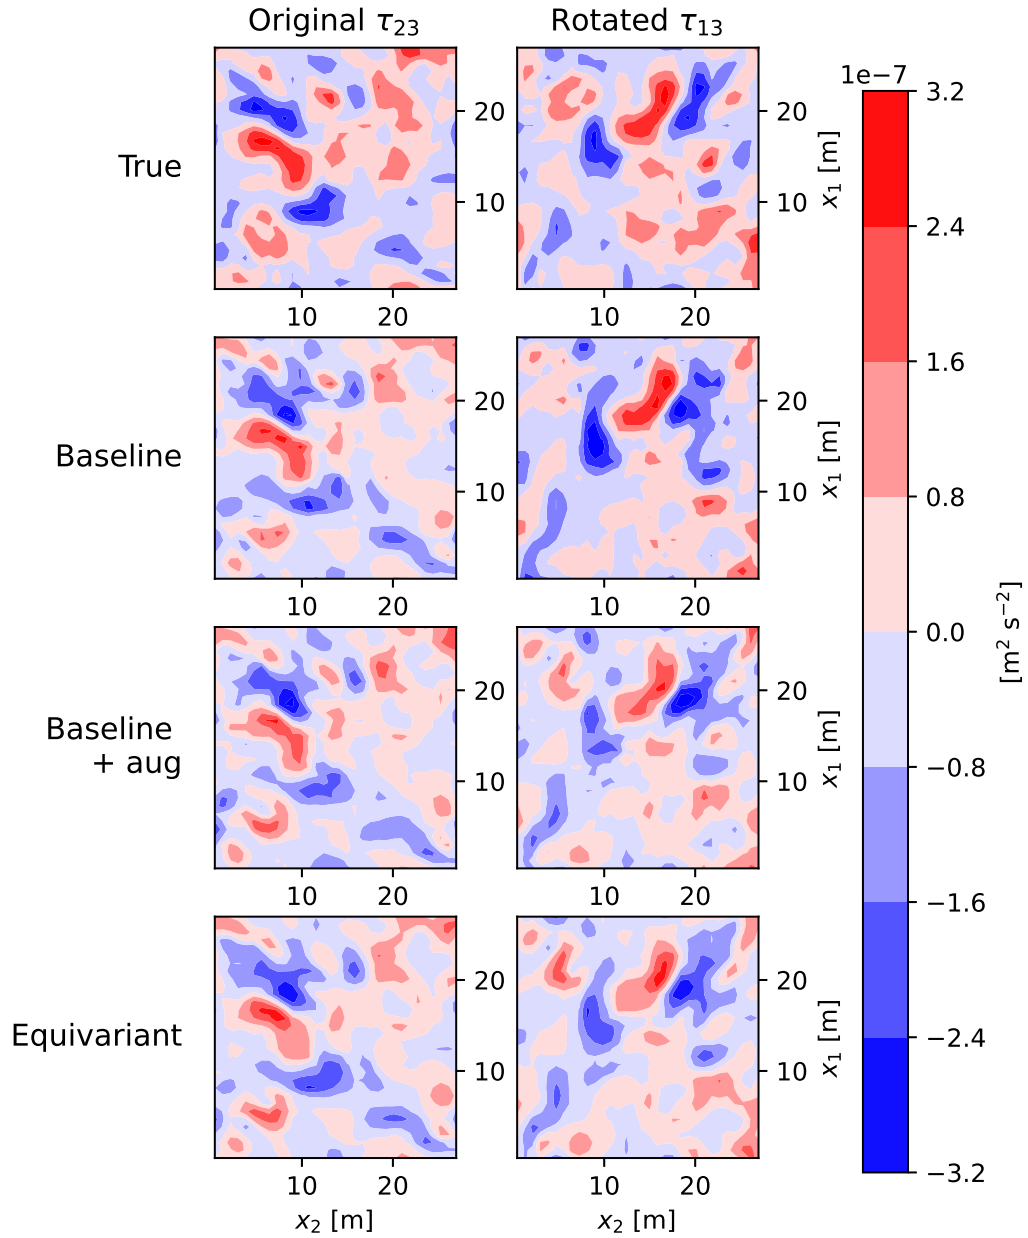 Original τ₂₃
Rotated τ₁₃
1e−7
True
20
10
10 20
20
10
10 20
x₁ [m]
Baseline
20
10
10 20
20
10
10 20
x₁ [m]
Baseline
+ aug
20
10
10 20
20
10
10 20
x₁ [m]
Equivariant
20
10
10 20
x₂ [m]
20
10
10 20
x₂ [m]
x₁ [m]
3.2
2.4
1.6
0.8
0.0
−0.8
−1.6
−2.4
−3.2
[m² s⁻²]